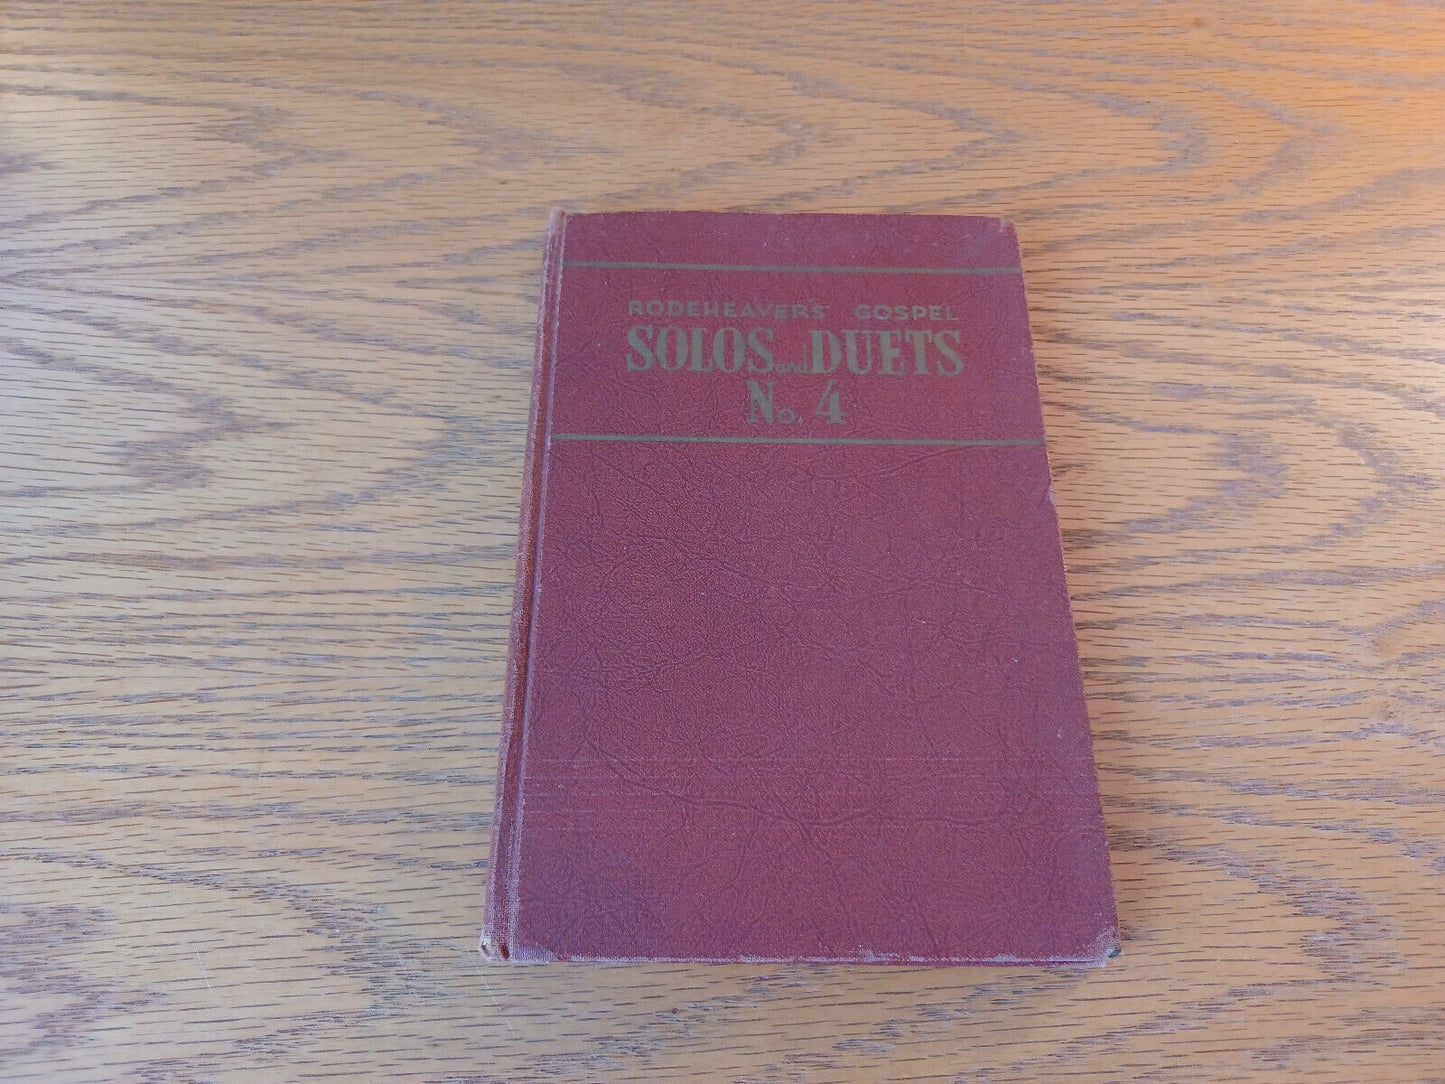 RODEHEAVER'S GOSPEL
SOLOS and DUETS
No. 4